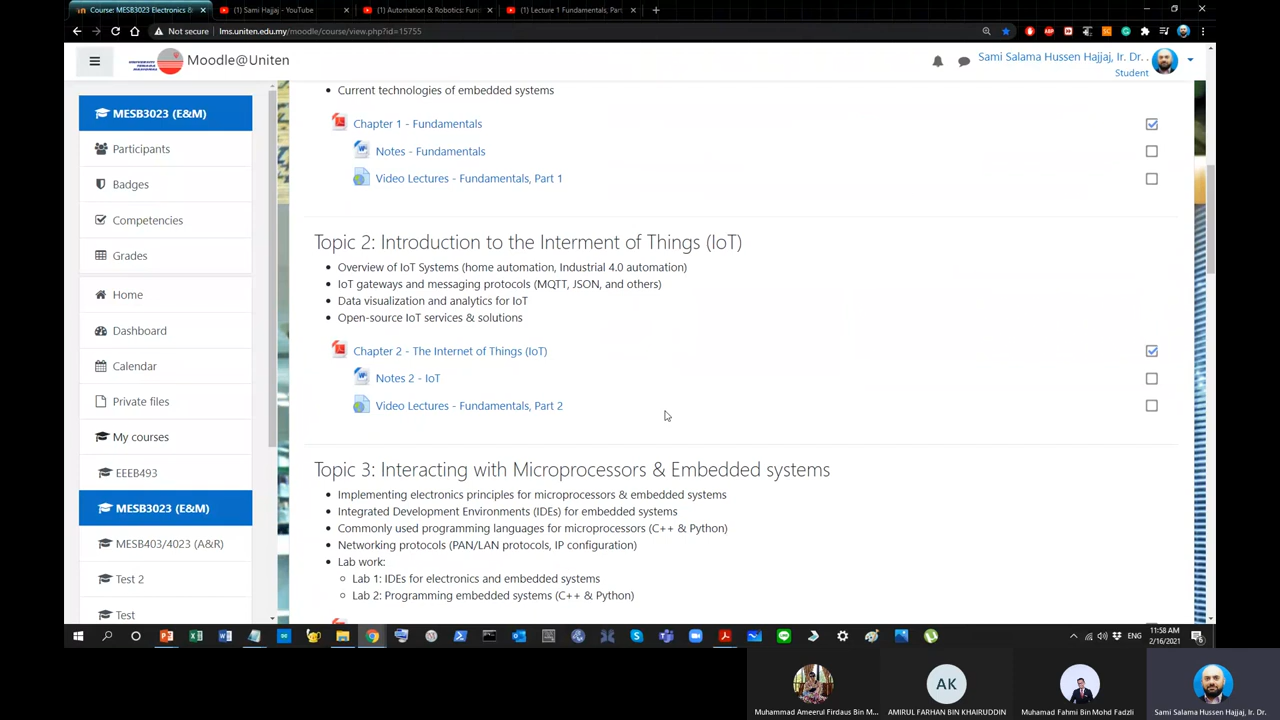 Course: MESB3023 Electronics &
(1) Sami Hajjaj - YouTube
(1) Automation & Robotics: Fun
(1) Lecture 1 Fundamentals, Part
Not secure
lms.uniten.edu.my/moodle/course/view.php?id=15755
Moodle@Uniten
Sami Salama Hussen Hajjaj, Ir. Dr. .
Student
MESB3023 (E&M)
Participants
Badges
Competencies
Grades
Home
Dashboard
Calendar
Private files
My courses
EEEB493
MESB3023 (E&M)
MESB403/4023 (A&R)
Test 2
Test
Current technologies of embedded systems
Chapter 1 - Fundamentals
Notes - Fundamentals
Video Lectures - Fundamentals, Part 1
Topic 2: Introduction to the Interment of Things (IoT)
Overview of IoT Systems (home automation, Industrial 4.0 automation)
IoT gateways and messaging protocols (MQTT, JSON, and others)
Data visualization and analytics for IoT
Open-source IoT services & solutions
Chapter 2 - The Internet of Things (IoT)
Notes 2 - IoT
Video Lectures - Fundamentals, Part 2
Topic 3: Interacting with Microprocessors & Embedded systems
Implementing electronics principles for microprocessors & embedded systems
Integrated Development Environments (IDEs) for embedded systems
Commonly used programming languages for microprocessors (C++ & Python)
Networking protocols (PAN/LAN protocols, IP configuration)
Lab work:
Lab 1: IDEs for electronics and embedded systems
Lab 2: Programming embedded systems (C++ & Python)
ENG
11:58 AM
2/16/2021
AK
Muhammad Ameerul Firdaus Bin M...
AMIRUL FARHAN BIN KHAIRUDDIN
Muhamad Fahmi Bin Mohd Fadzli
Sami Salama Hussen Hajjaj, Ir. Dr.